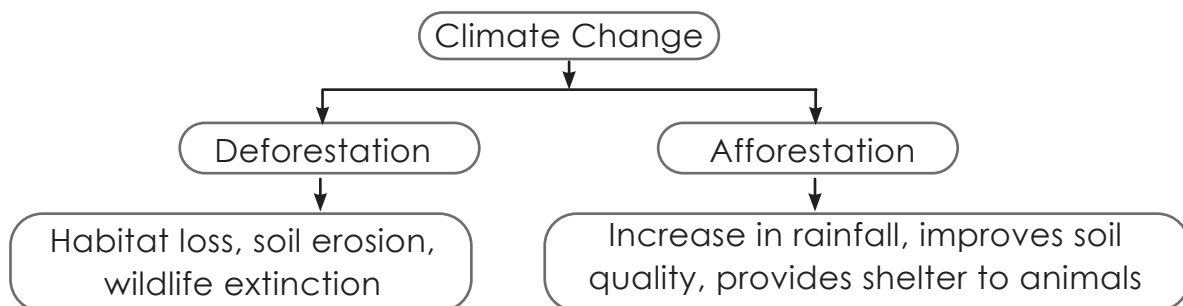 Climate Change
Deforestation
Afforestation
Habitat loss, soil erosion,
wildlife extinction
Increase in rainfall, improves soil
quality, provides shelter to animals